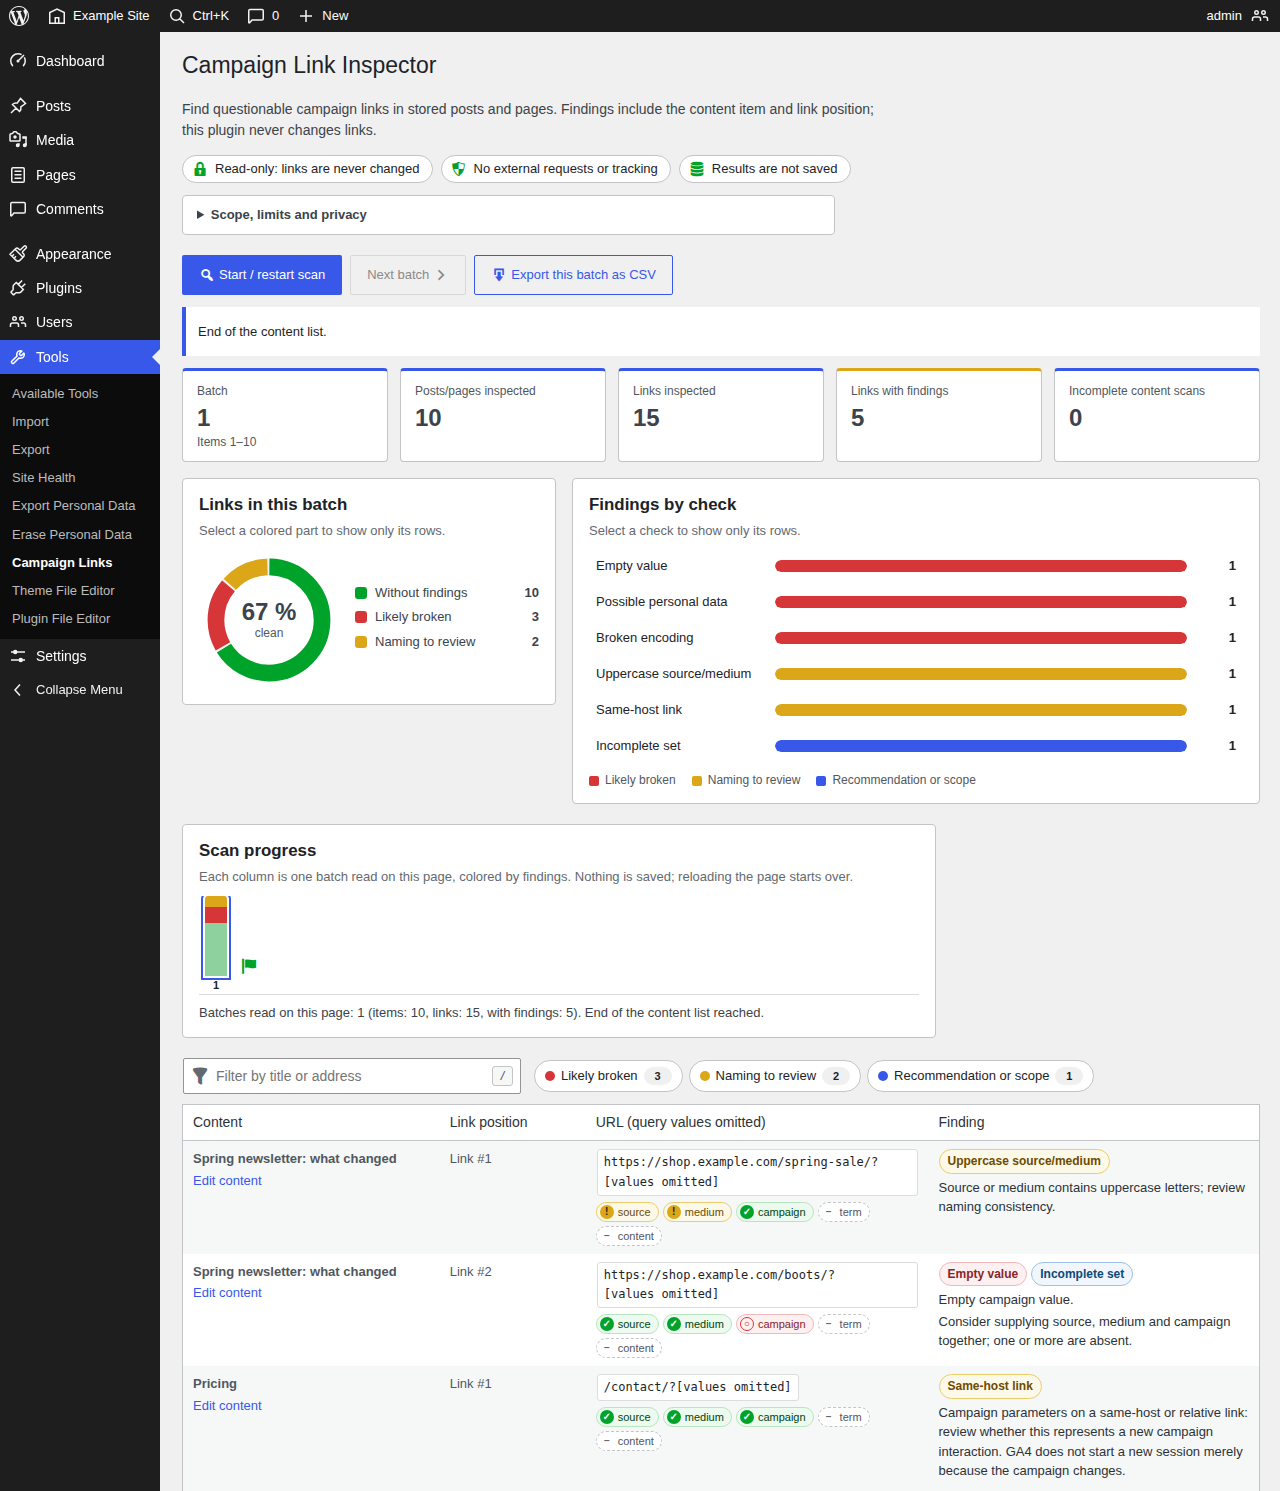 Example Site
Ctrl+K
0
New
admin
Dashboard
Posts
Media
Pages
Comments
Appearance
Plugins
Users
Tools
Available Tools
Import
Export
Site Health
Export Personal Data
Erase Personal Data
Campaign Links
Theme File Editor
Plugin File Editor
Settings
Collapse Menu
Campaign Link Inspector
Find questionable campaign links in stored posts and pages. Findings include the content item and link position;
this plugin never changes links.
Read-only: links are never changed
No external requests or tracking
Results are not saved
Scope, limits and privacy
Start / restart scan
Next batch
Export this batch as CSV
End of the content list.
Batch
1
Items 1–10
Posts/pages inspected
10
Links inspected
15
Links with findings
5
Incomplete content scans
0
Links in this batch
Select a colored part to show only its rows.
67 %
clean
Without findings 10
Likely broken 3
Naming to review 2
Findings by check
Select a check to show only its rows.
Empty value 1
Possible personal data 1
Broken encoding 1
Uppercase source/medium 1
Same-host link 1
Incomplete set 1
Likely broken
Naming to review
Recommendation or scope
Scan progress
Each column is one batch read on this page, colored by findings. Nothing is saved; reloading the page starts over.
1
Batches read on this page: 1 (items: 10, links: 15, with findings: 5). End of the content list reached.
Filter by title or address /
Likely broken 3
Naming to review 2
Recommendation or scope 1
Content
Link position
URL (query values omitted)
Finding
Spring newsletter: what changed
Edit content
Link #1
https://shop.example.com/spring-sale/?
[values omitted]
! source
! medium
✓ campaign
– term
– content
Uppercase source/medium
Source or medium contains uppercase letters; review
naming consistency.
Spring newsletter: what changed
Edit content
Link #2
https://shop.example.com/boots/?
[values omitted]
✓ source
✓ medium
○ campaign
– term
– content
Empty value
Incomplete set
Empty campaign value.
Consider supplying source, medium and campaign
together; one or more are absent.
Pricing
Edit content
Link #1
/contact/?[values omitted]
✓ source
✓ medium
✓ campaign
– term
– content
Same-host link
Campaign parameters on a same-host or relative link:
review whether this represents a new campaign
interaction. GA4 does not start a new session merely
because the campaign changes.